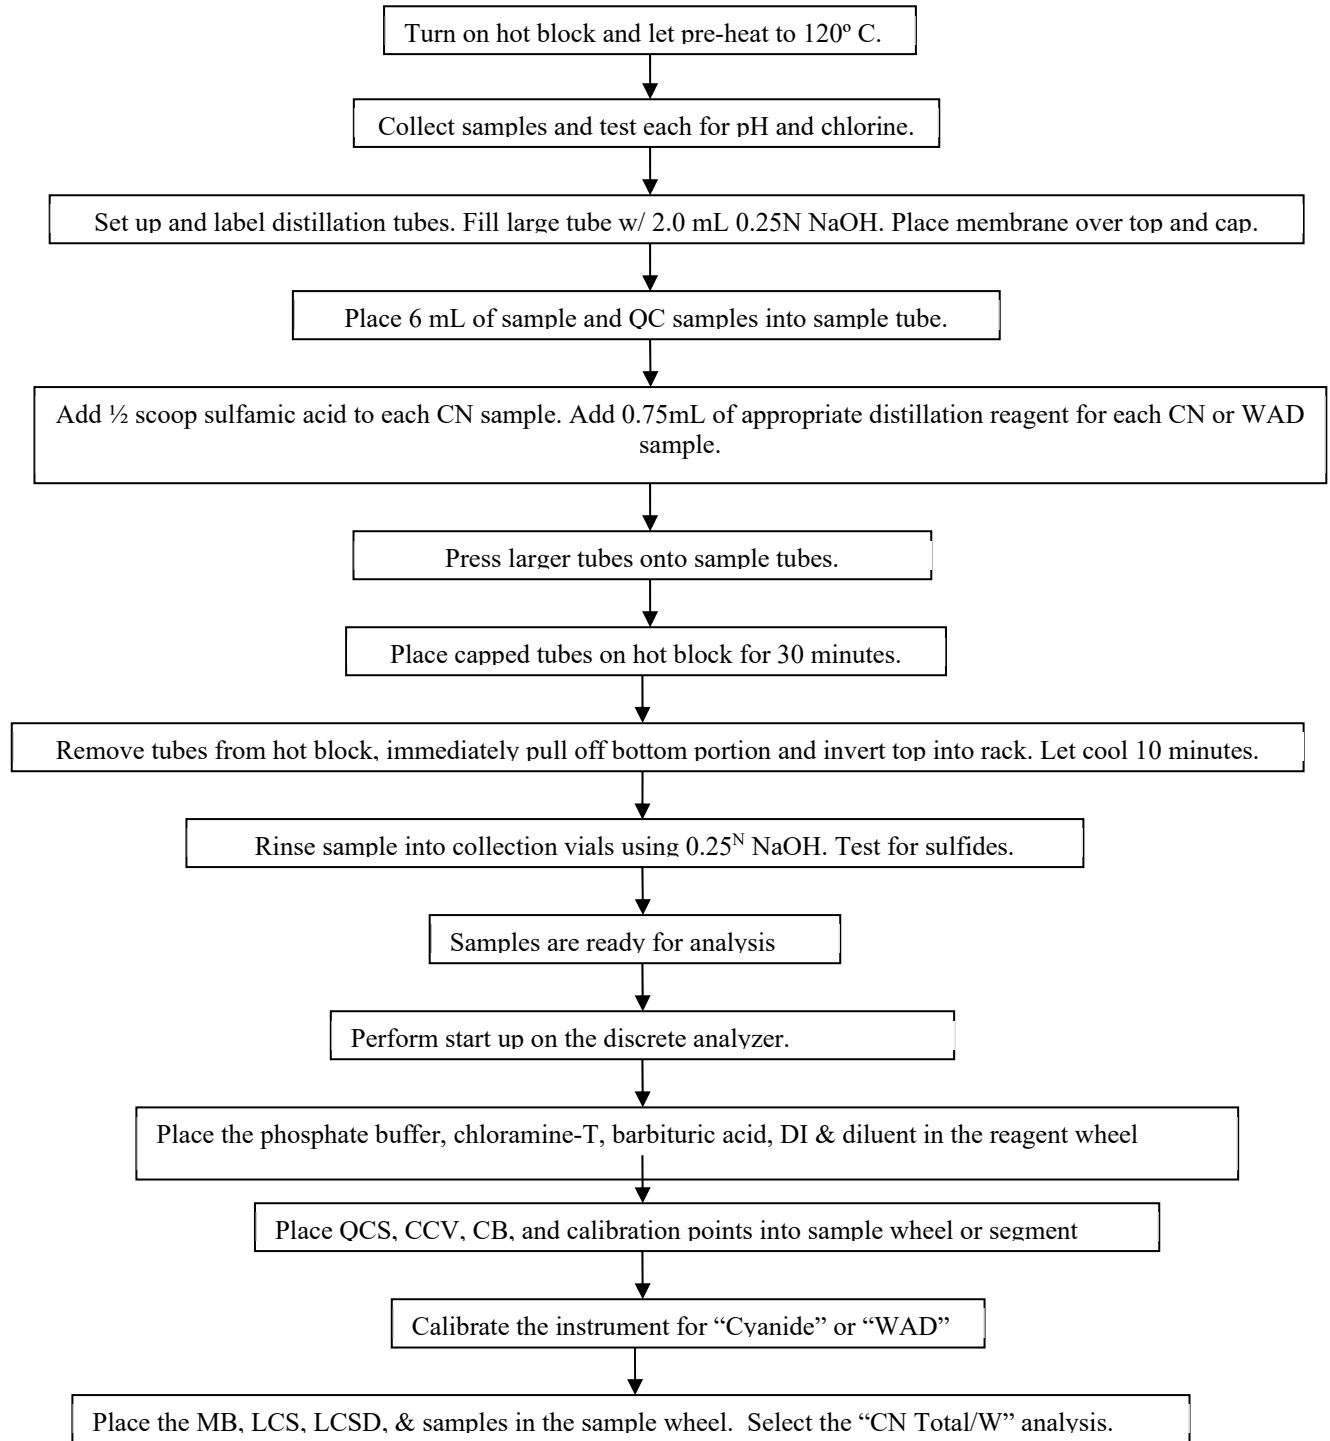 Turn on hot block and let pre-heat to 120º C.
Collect samples and test each for pH and chlorine.
Set up and label distillation tubes. Fill large tube w/ 2.0 mL 0.25N NaOH. Place membrane over top and cap.
Place 6 mL of sample and QC samples into sample tube.
Add ½ scoop sulfamic acid to each CN sample. Add 0.75mL of appropriate distillation reagent for each CN or WAD
sample.
Press larger tubes onto sample tubes.
Place capped tubes on hot block for 30 minutes.
Remove tubes from hot block, immediately pull off bottom portion and invert top into rack. Let cool 10 minutes.
Rinse sample into collection vials using 0.25ᴺ NaOH. Test for sulfides.
Samples are ready for analysis
Perform start up on the discrete analyzer.
Place the phosphate buffer, chloramine-T, barbituric acid, DI & diluent in the reagent wheel
Place QCS, CCV, CB, and calibration points into sample wheel or segment
Calibrate the instrument for “Cyanide” or “WAD”
Place the MB, LCS, LCSD, & samples in the sample wheel.  Select the “CN Total/W” analysis.